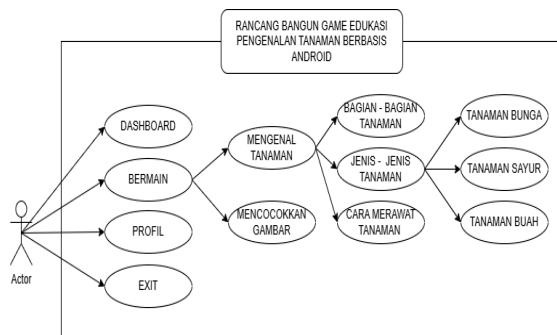 RANCANG BANGUN GAME EDUKASI
PENGENALAN TANAMAN BERBASIS
ANDROID
DASHBOARD
BERMAIN
PROFIL
EXIT
Actor
MENGENAL
TANAMAN
MENCOCOKKAN
GAMBAR
BAGIAN - BAGIAN
TANAMAN
JENIS - JENIS
TANAMAN
CARA MERAWAT
TANAMAN
TANAMAN BUNGA
TANAMAN SAYUR
TANAMAN BUAH